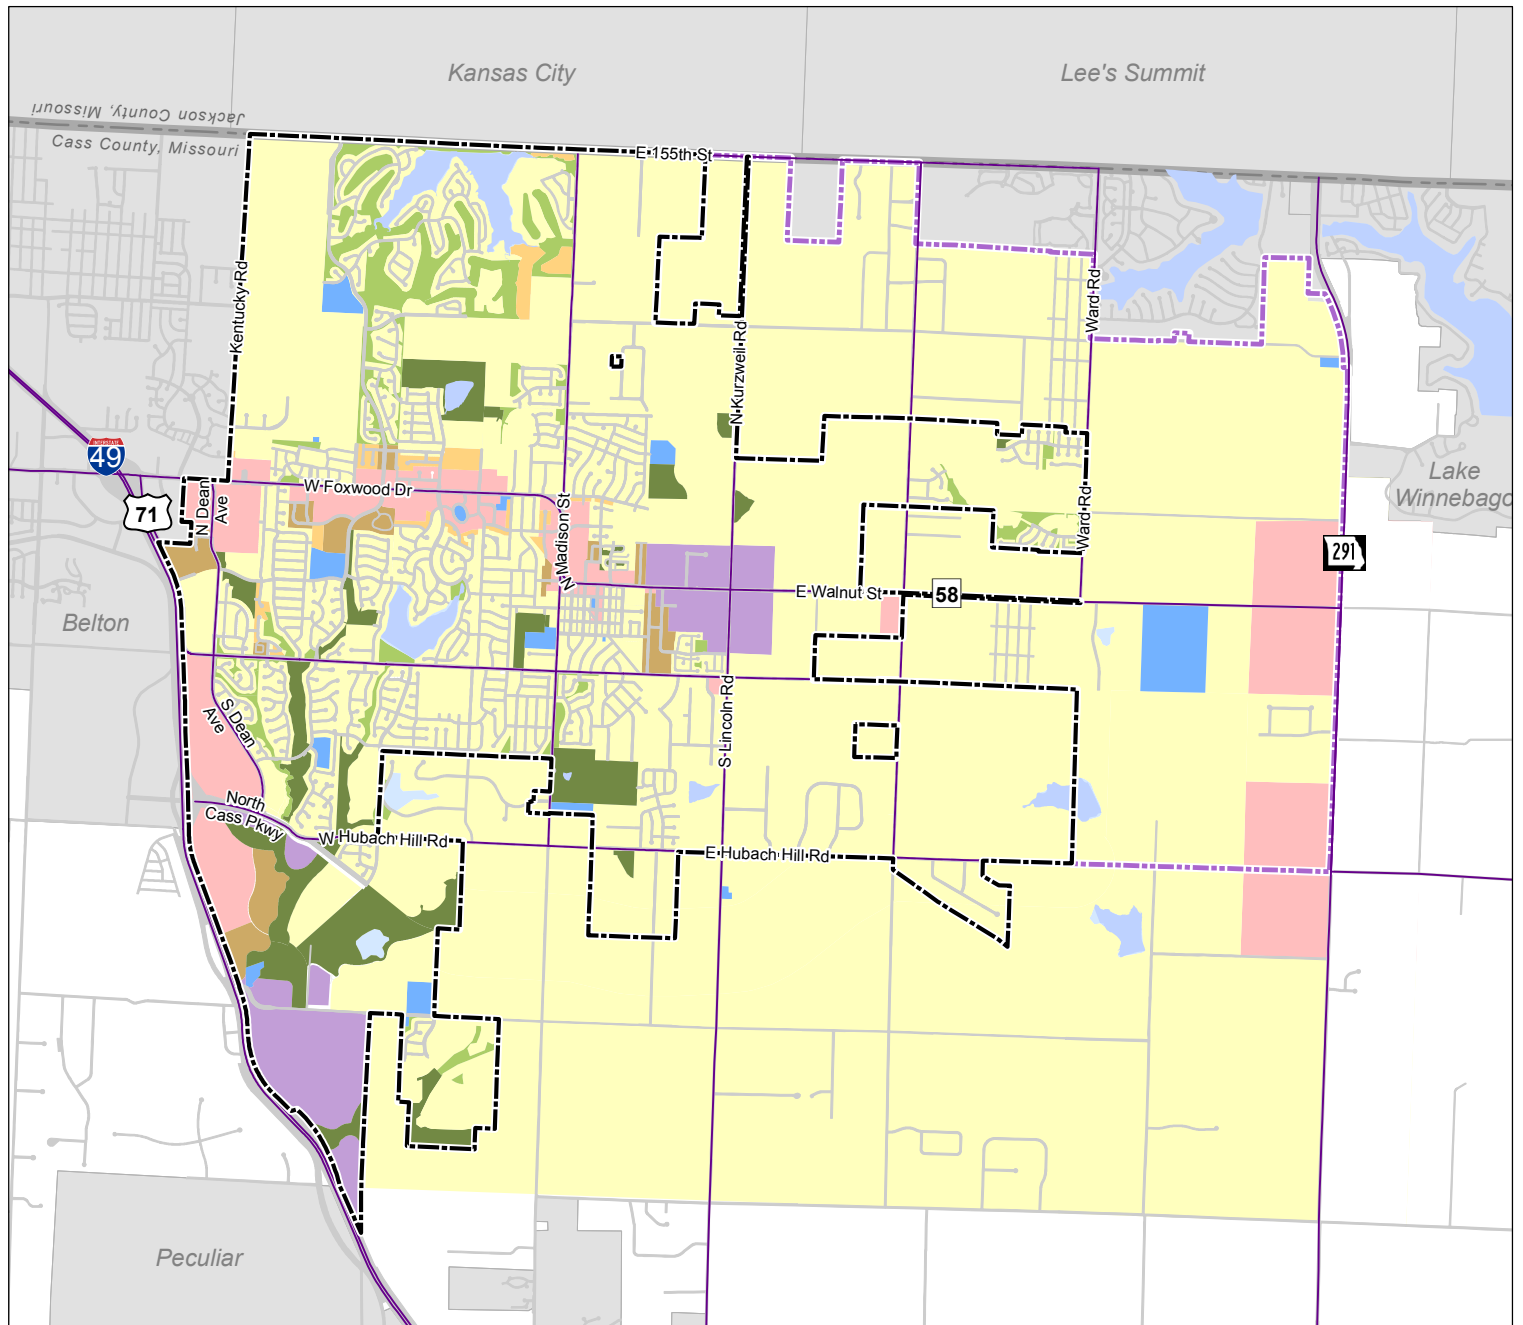 Kansas City
Lee's Summit
Jackson County, Missouri
Cass County, Missouri
E 155th St
Kentucky Rd
Ward Rd
N Kurzweil Rd
INTERSTATE
49
71
N Dean
Ave
W Foxwood Dr
N Madison St
Ward Rd
Lake
Winnebago
291
E Walnut St
58
Belton
S Dean
Ave
S Lincoln Rd
North
Cass Pkwy
W Hubach Hill Rd
E Hubach Hill Rd
Peculiar